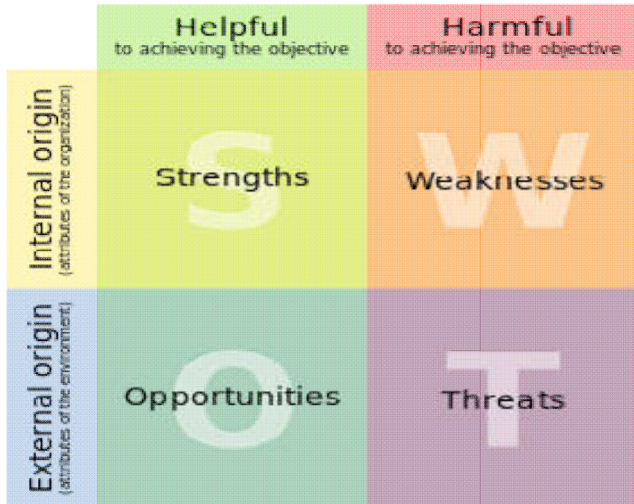 Helpful
to achieving the objective
Harmful
to achieving the objective
Internal origin
(attributes of the organization)
S
Strengths
W
Weaknesses
External origin
(attributes of the environment)
O
Opportunities
T
Threats